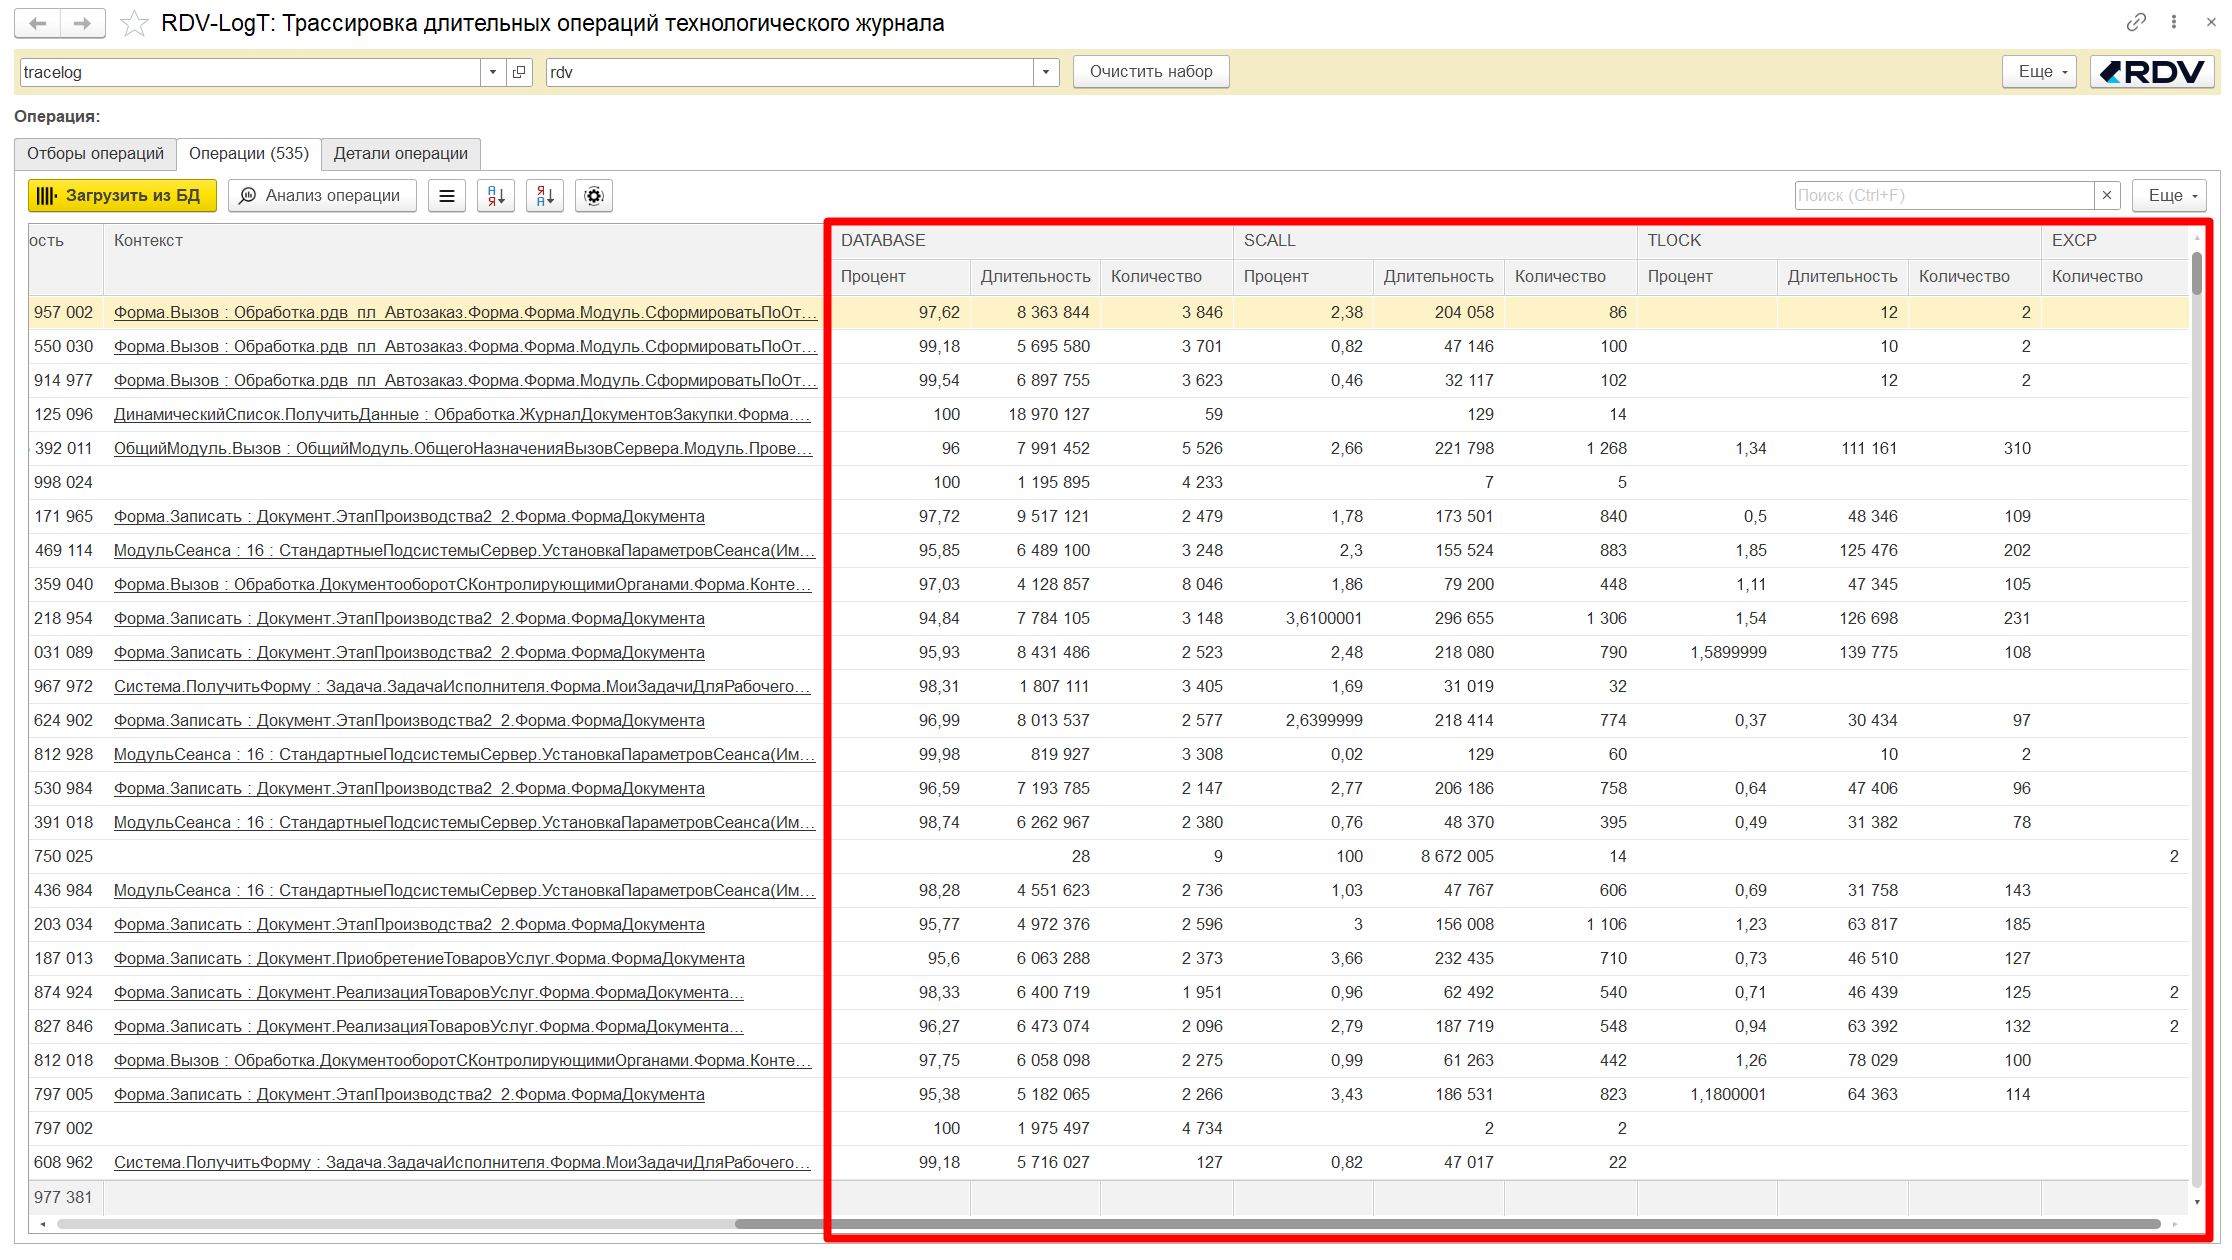 RDV-LogT: Трассировка длительных операций технологического журнала
tracelog rdv Очистить набор Еще RDV
Операция:
Отборы операций Операции (535) Детали операции
Загрузить из БД Анализ операции Поиск (Ctrl+F) Еще
ость Контекст DATABASE SCALL TLOCK EXCP
Процент Длительность Количество Процент Длительность Количество Процент Длительность Количество Количество
957 002 Форма.Вызов : Обработка.рдв_пл_Автозаказ.Форма.Форма.Модуль.СформироватьПоОт... 97,62 8 363 844 3 846 2,38 204 058 86 12 2
550 030 Форма.Вызов : Обработка.рдв_пл_Автозаказ.Форма.Форма.Модуль.СформироватьПоОт... 99,18 5 695 580 3 701 0,82 47 146 100 10 2
914 977 Форма.Вызов : Обработка.рдв_пл_Автозаказ.Форма.Форма.Модуль.СформироватьПоОт... 99,54 6 897 755 3 623 0,46 32 117 102 12 2
125 096 ДинамическийСписок.ПолучитьДанные : Обработка.ЖурналДокументовЗакупки.Форма.... 100 18 970 127 59 129 14
392 011 ОбщийМодуль.Вызов : ОбщийМодуль.ОбщегоНазначенияВызовСервера.Модуль.Прове... 96 7 991 452 5 526 2,66 221 798 1 268 1,34 111 161 310
998 024 100 1 195 895 4 233 7 5
171 965 Форма.Записать : Документ.ЭтапПроизводства2_2.Форма.ФормаДокумента 97,72 9 517 121 2 479 1,78 173 501 840 0,5 48 346 109
469 114 МодульСеанса : 16 : СтандартныеПодсистемыСервер.УстановкаПараметровСеанса(Им... 95,85 6 489 100 3 248 2,3 155 524 883 1,85 125 476 202
359 040 Форма.Вызов : Обработка.ДокументооборотСКонтролирующимиОрганами.Форма.Конте... 97,03 4 128 857 8 046 1,86 79 200 448 1,11 47 345 105
218 954 Форма.Записать : Документ.ЭтапПроизводства2_2.Форма.ФормаДокумента 94,84 7 784 105 3 148 3,6100001 296 655 1 306 1,54 126 698 231
031 089 Форма.Записать : Документ.ЭтапПроизводства2_2.Форма.ФормаДокумента 95,93 8 431 486 2 523 2,48 218 080 790 1,5899999 139 775 108
967 972 Система.ПолучитьФорму : Задача.ЗадачаИсполнителя.Форма.МоиЗадачиДляРабочего... 98,31 1 807 111 3 405 1,69 31 019 32
624 902 Форма.Записать : Документ.ЭтапПроизводства2_2.Форма.ФормаДокумента 96,99 8 013 537 2 577 2,6399999 218 414 774 0,37 30 434 97
812 928 МодульСеанса : 16 : СтандартныеПодсистемыСервер.УстановкаПараметровСеанса(Им... 99,98 819 927 3 308 0,02 129 60 10 2
530 984 Форма.Записать : Документ.ЭтапПроизводства2_2.Форма.ФормаДокумента 96,59 7 193 785 2 147 2,77 206 186 758 0,64 47 406 96
391 018 МодульСеанса : 16 : СтандартныеПодсистемыСервер.УстановкаПараметровСеанса(Им... 98,74 6 262 967 2 380 0,76 48 370 395 0,49 31 382 78
750 025 28 9 100 8 672 005 14 2
436 984 МодульСеанса : 16 : СтандартныеПодсистемыСервер.УстановкаПараметровСеанса(Им... 98,28 4 551 623 2 736 1,03 47 767 606 0,69 31 758 143
203 034 Форма.Записать : Документ.ЭтапПроизводства2_2.Форма.ФормаДокумента 95,77 4 972 376 2 596 3 156 008 1 106 1,23 63 817 185
187 013 Форма.Записать : Документ.ПриобретениеТоваровУслуг.Форма.ФормаДокумента 95,6 6 063 288 2 373 3,66 232 435 710 0,73 46 510 127
874 924 Форма.Записать : Документ.РеализацияТоваровУслуг.Форма.ФормаДокумента... 98,33 6 400 719 1 951 0,96 62 492 540 0,71 46 439 125 2
827 846 Форма.Записать : Документ.РеализацияТоваровУслуг.Форма.ФормаДокумента... 96,27 6 473 074 2 096 2,79 187 719 548 0,94 63 392 132 2
812 018 Форма.Вызов : Обработка.ДокументооборотСКонтролирующимиОрганами.Форма.Конте... 97,75 6 058 098 2 275 0,99 61 263 442 1,26 78 029 100
797 005 Форма.Записать : Документ.ЭтапПроизводства2_2.Форма.ФормаДокумента 95,38 5 182 065 2 266 3,43 186 531 823 1,1800001 64 363 114
797 002 100 1 975 497 4 734 2 2
608 962 Система.ПолучитьФорму : Задача.ЗадачаИсполнителя.Форма.МоиЗадачиДляРабочего... 99,18 5 716 027 127 0,82 47 017 22
977 381